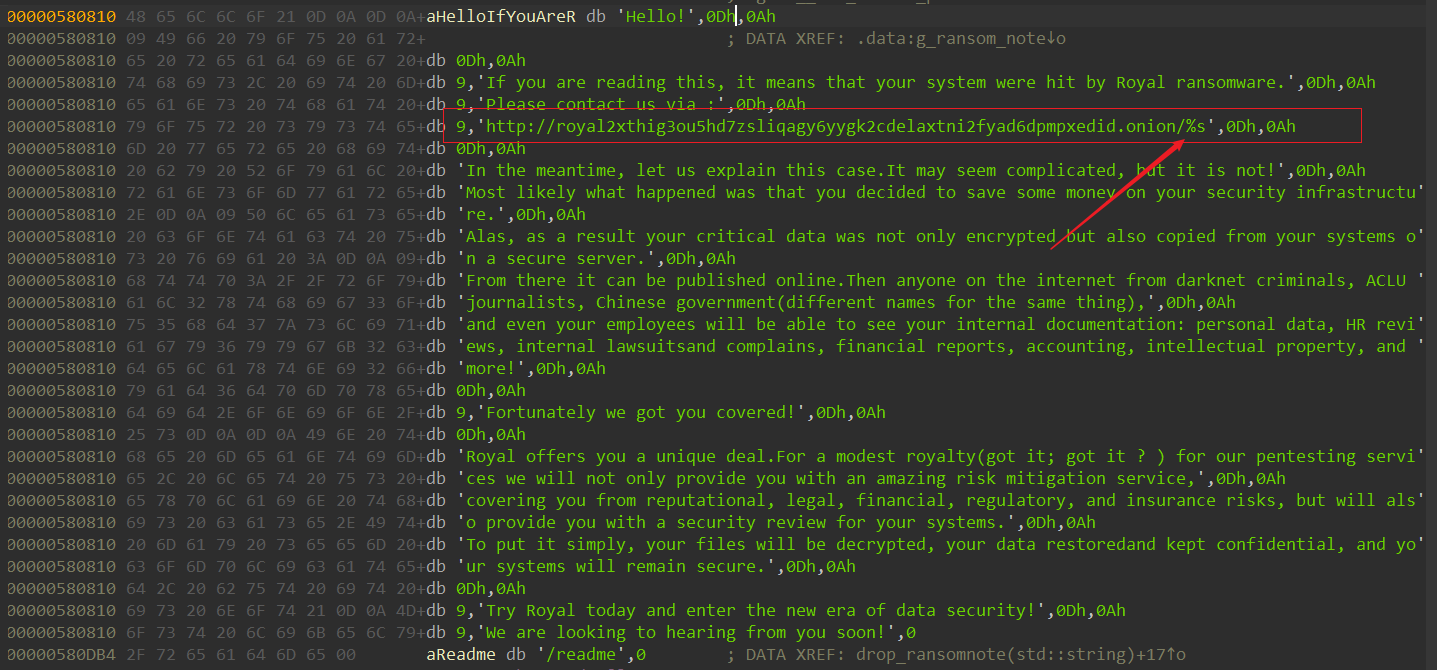 00000580810 48 65 6C 6C 6F 21 0D 0A 0D 0A+aHelloIfYouAreR db 'Hello!',0Dh,0Ah
00000580810 09 49 66 20 79 6F 75 20 61 72+ ; DATA XREF: .data:g_ransom_note↓o
00000580810 65 20 72 65 61 64 69 6E 67 20+db 0Dh,0Ah
00000580810 74 68 69 73 2C 20 69 74 20 6D+db 9,'If you are reading this, it means that your system were hit by Royal ransomware.',0Dh,0Ah
00000580810 65 61 6E 73 20 74 68 61 74 20+db 9,'Please contact us via :',0Dh,0Ah
00000580810 79 6F 75 72 20 73 79 73 74 65+db 9,'http://royal2xthig3ou5hd7zsliqagy6yygk2cdelaxtni2fyad6dpmpxedid.onion/%s',0Dh,0Ah
00000580810 6D 20 77 65 72 65 20 68 69 74+db 0Dh,0Ah
00000580810 20 62 79 20 52 6F 79 61 6C 20+db 'In the meantime, let us explain this case.It may seem complicated, but it is not!',0Dh,0Ah
00000580810 72 61 6E 73 6F 6D 77 61 72 65+db 'Most likely what happened was that you decided to save some money on your security infrastructu'
00000580810 2E 0D 0A 09 50 6C 65 61 73 65+db 're.',0Dh,0Ah
00000580810 20 63 6F 6E 74 61 63 74 20 75+db 'Alas, as a result your critical data was not only encrypted but also copied from your systems o'
00000580810 73 20 76 69 61 20 3A 0D 0A 09+db 'n a secure server.',0Dh,0Ah
00000580810 68 74 74 70 3A 2F 2F 72 6F 79+db 'From there it can be published online.Then anyone on the internet from darknet criminals, ACLU '
00000580810 61 6C 32 78 74 68 69 67 33 6F+db 'journalists, Chinese government(different names for the same thing),',0Dh,0Ah
00000580810 75 35 68 64 37 7A 73 6C 69 71+db 'and even your employees will be able to see your internal documentation: personal data, HR revi'
00000580810 61 67 79 36 79 79 67 6B 32 63+db 'ews, internal lawsuitsand complains, financial reports, accounting, intellectual property, and '
00000580810 64 65 6C 61 78 74 6E 69 32 66+db 'more!',0Dh,0Ah
00000580810 79 61 64 36 64 70 6D 70 78 65+db 0Dh,0Ah
00000580810 64 69 64 2E 6F 6E 69 6F 6E 2F+db 9,'Fortunately we got you covered!',0Dh,0Ah
00000580810 25 73 0D 0A 0D 0A 49 6E 20 74+db 0Dh,0Ah
00000580810 68 65 20 6D 65 61 6E 74 69 6D+db 'Royal offers you a unique deal.For a modest royalty(got it; got it ? ) for our pentesting servi'
00000580810 65 2C 20 6C 65 74 20 75 73 20+db 'ces we will not only provide you with an amazing risk mitigation service,',0Dh,0Ah
00000580810 65 78 70 6C 61 69 6E 20 74 68+db 'covering you from reputational, legal, financial, regulatory, and insurance risks, but will als'
00000580810 69 73 20 63 61 73 65 2E 49 74+db 'o provide you with a security review for your systems.',0Dh,0Ah
00000580810 20 6D 61 79 20 73 65 65 6D 20+db 'To put it simply, your files will be decrypted, your data restoredand kept confidential, and yo'
00000580810 63 6F 6D 70 6C 69 63 61 74 65+db 'ur systems will remain secure.',0Dh,0Ah
00000580810 64 2C 20 62 75 74 20 69 74 20+db 0Dh,0Ah
00000580810 69 73 20 6E 6F 74 21 0D 0A 4D+db 9,'Try Royal today and enter the new era of data security!',0Dh,0Ah
00000580810 6F 73 74 20 6C 69 6B 65 6C 79+db 9,'We are looking to hearing from you soon!',0
00000580DB4 2F 72 65 61 64 6D 65 00 aReadme db '/readme',0 ; DATA XREF: drop_ransomnote(std::string)+17↑o